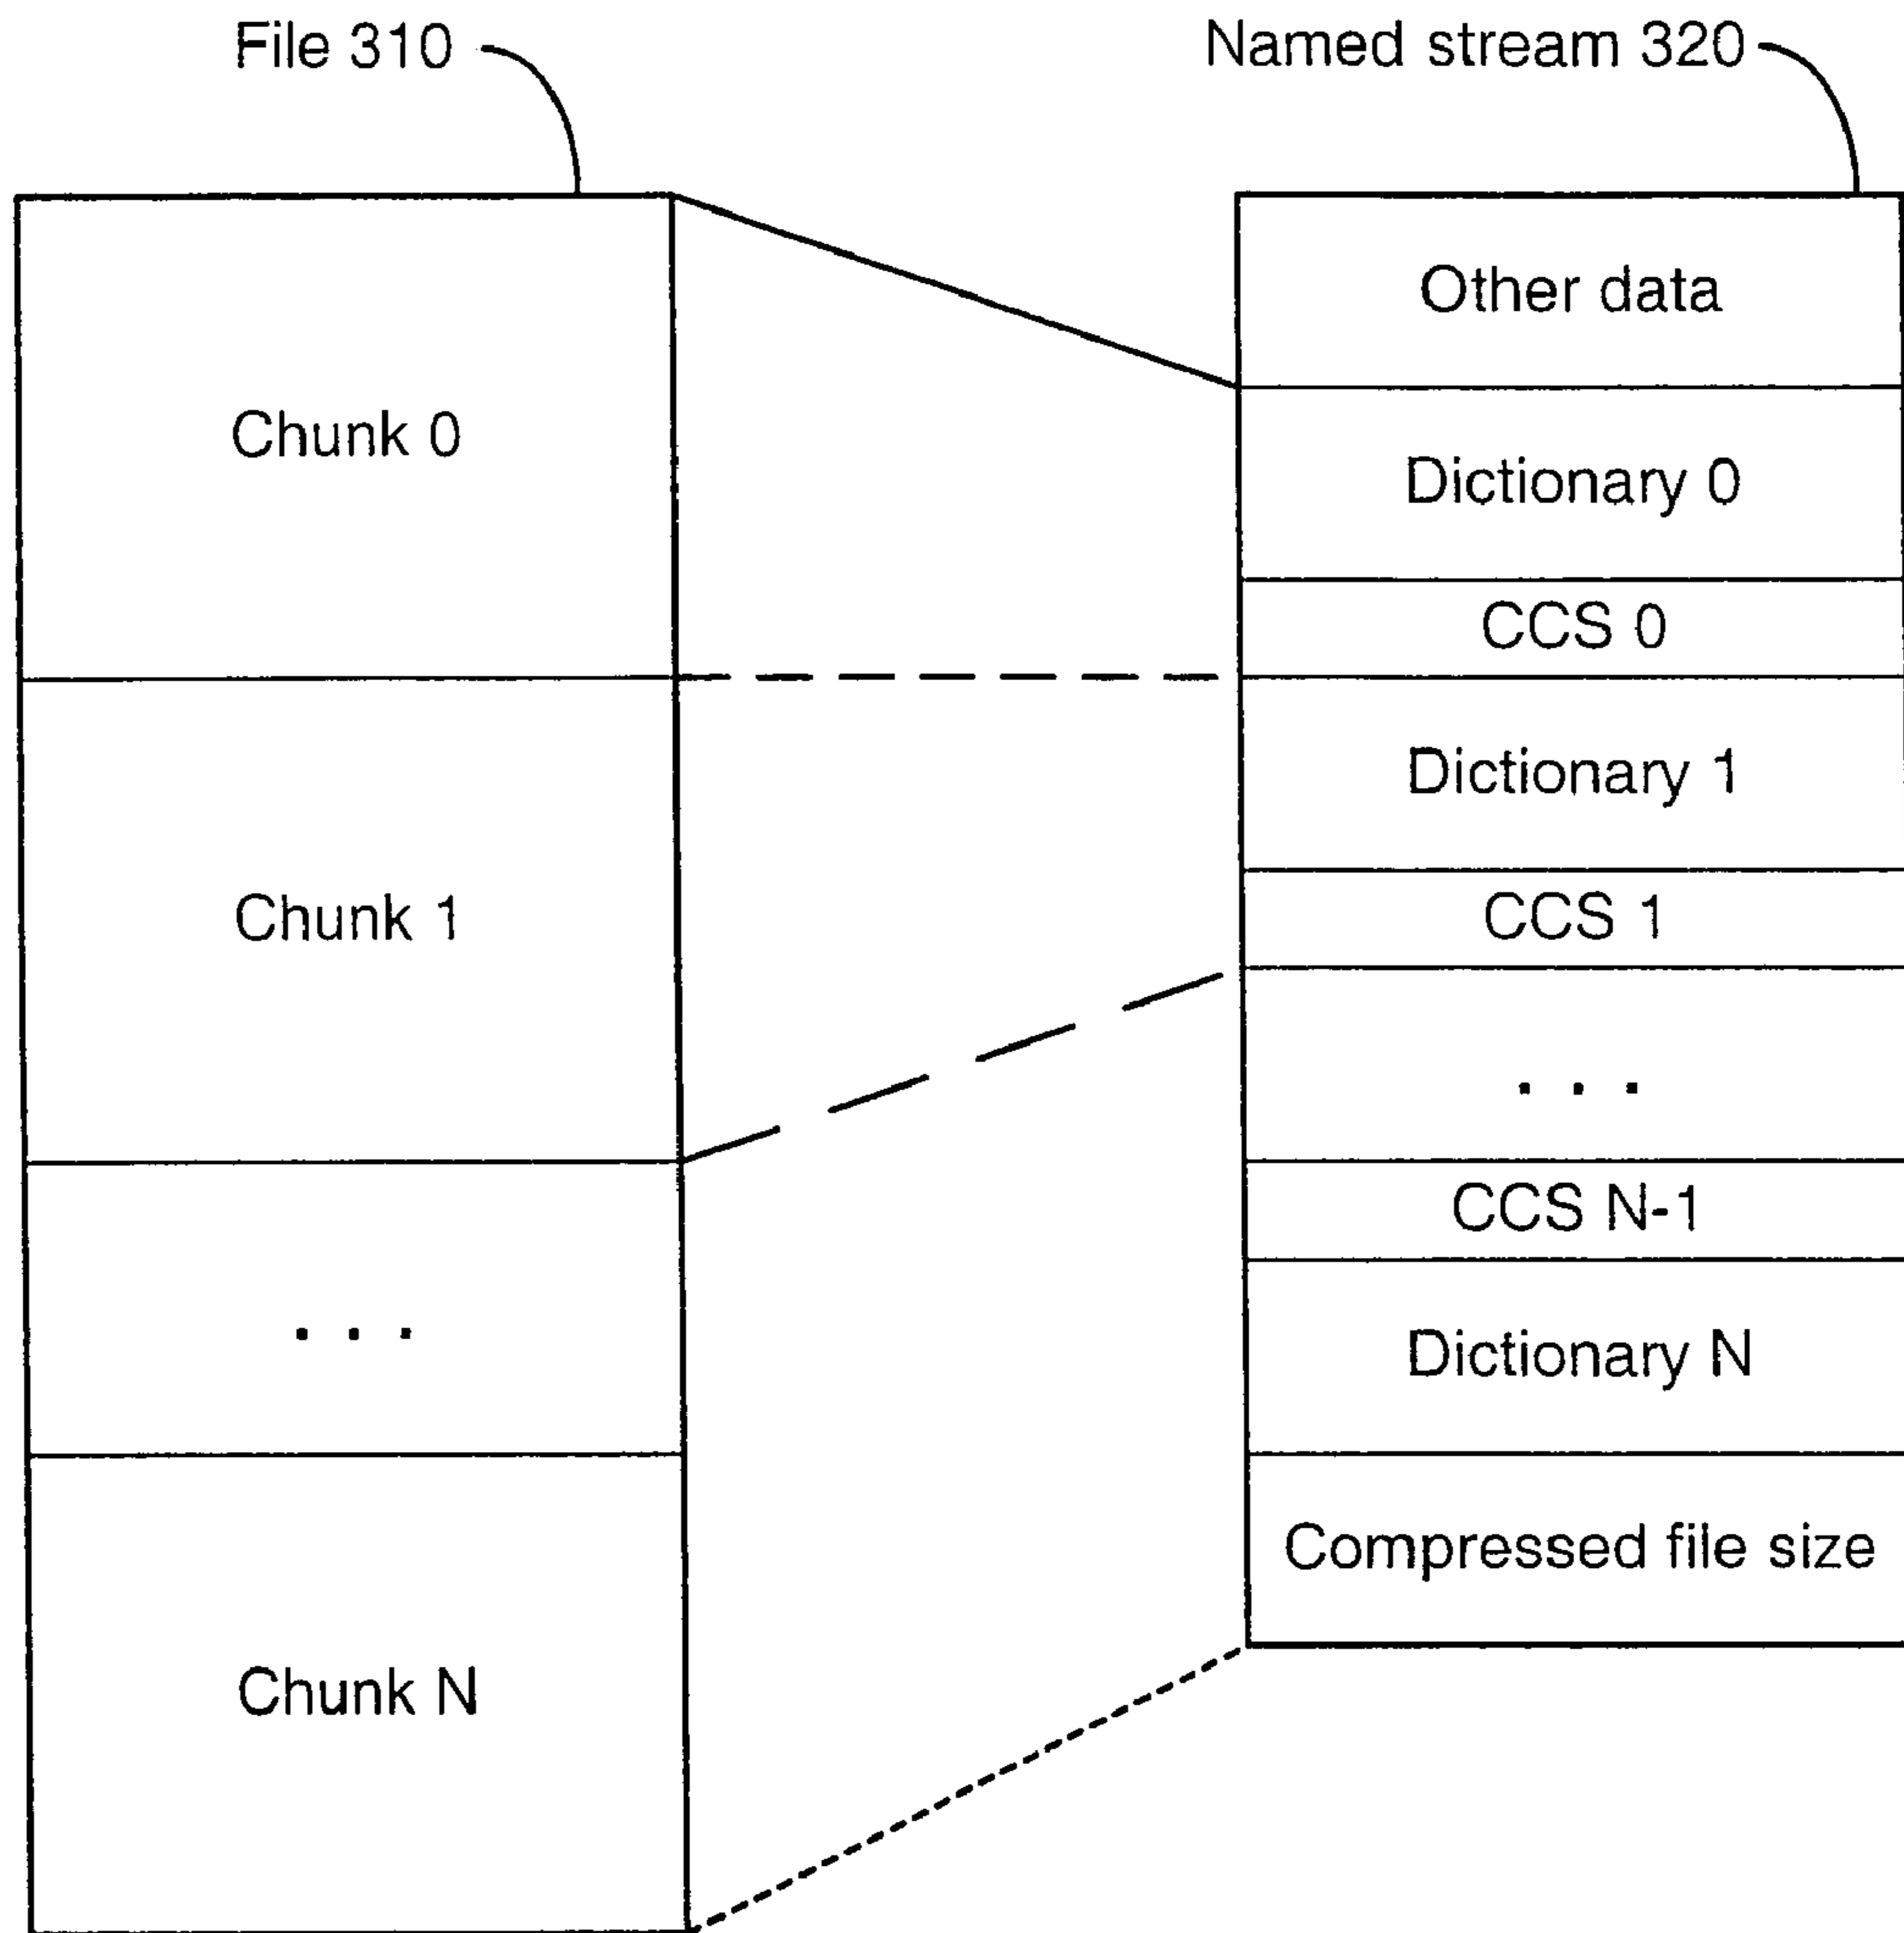 File 310
Named stream 320
Chunk 0
Chunk 1
. . .
Chunk N
Other data
Dictionary 0
CCS 0
Dictionary 1
CCS 1
. . .
CCS N-1
Dictionary N
Compressed file size